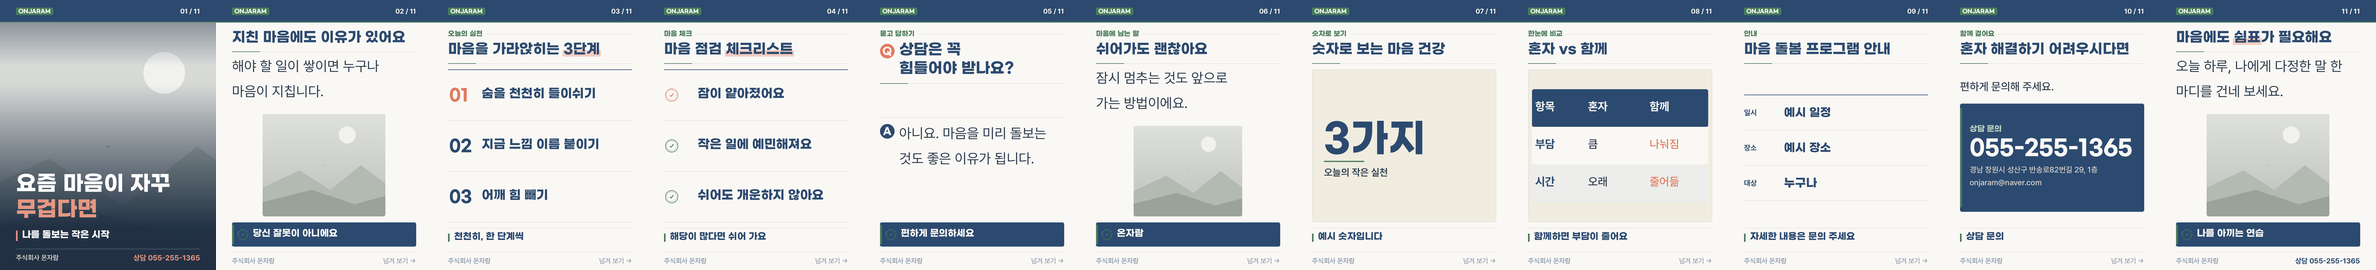 ONJARAM
01 / 11
요즘 마음이 자꾸
무겁다면
나를 돌보는 작은 시작
주식회사 온자람
상담 055-255-1365
ONJARAM
02 / 11
지친 마음에도 이유가 있어요
해야 할 일이 쌓이면 누구나
마음이 지칩니다.
당신 잘못이 아니에요
주식회사 온자람
넘겨 보기 →
ONJARAM
03 / 11
오늘의 실천
마음을 가라앉히는 3단계
01 숨을 천천히 들이쉬기
02 지금 느낌 이름 붙이기
03 어깨 힘 빼기
천천히, 한 단계씩
주식회사 온자람
넘겨 보기 →
ONJARAM
04 / 11
마음 체크
마음 점검 체크리스트
잠이 얕아졌어요
작은 일에 예민해져요
쉬어도 개운하지 않아요
해당이 많다면 쉬어 가요
주식회사 온자람
넘겨 보기 →
ONJARAM
05 / 11
묻고 답하기
Q 상담은 꼭
힘들어야 받나요?
A 아니요. 마음을 미리 돌보는
것도 좋은 이유가 됩니다.
편하게 문의하세요
주식회사 온자람
넘겨 보기 →
ONJARAM
06 / 11
마음에 남는 말
쉬어가도 괜찮아요
잠시 멈추는 것도 앞으로
가는 방법이에요.
온자람
주식회사 온자람
넘겨 보기 →
ONJARAM
07 / 11
숫자로 보기
숫자로 보는 마음 건강
3가지
오늘의 작은 실천
예시 숫자입니다
주식회사 온자람
넘겨 보기 →
ONJARAM
08 / 11
한눈에 비교
혼자 vs 함께
항목 혼자 함께
부담 큼 나눠짐
시간 오래 줄어듦
함께하면 부담이 줄어요
주식회사 온자람
넘겨 보기 →
ONJARAM
09 / 11
안내
마음 돌봄 프로그램 안내
일시 예시 일정
장소 예시 장소
대상 누구나
자세한 내용은 문의 주세요
주식회사 온자람
넘겨 보기 →
ONJARAM
10 / 11
함께 걸어요
혼자 해결하기 어려우시다면
편하게 문의해 주세요.
상담 문의
055-255-1365
경남 창원시 성산구 반송로82번길 29, 1층
onjaram@naver.com
상담 문의
주식회사 온자람
넘겨 보기 →
ONJARAM
11 / 11
마음에도 쉼표가 필요해요
오늘 하루, 나에게 다정한 말 한
마디를 건네 보세요.
나를 아끼는 연습
주식회사 온자람
상담 055-255-1365